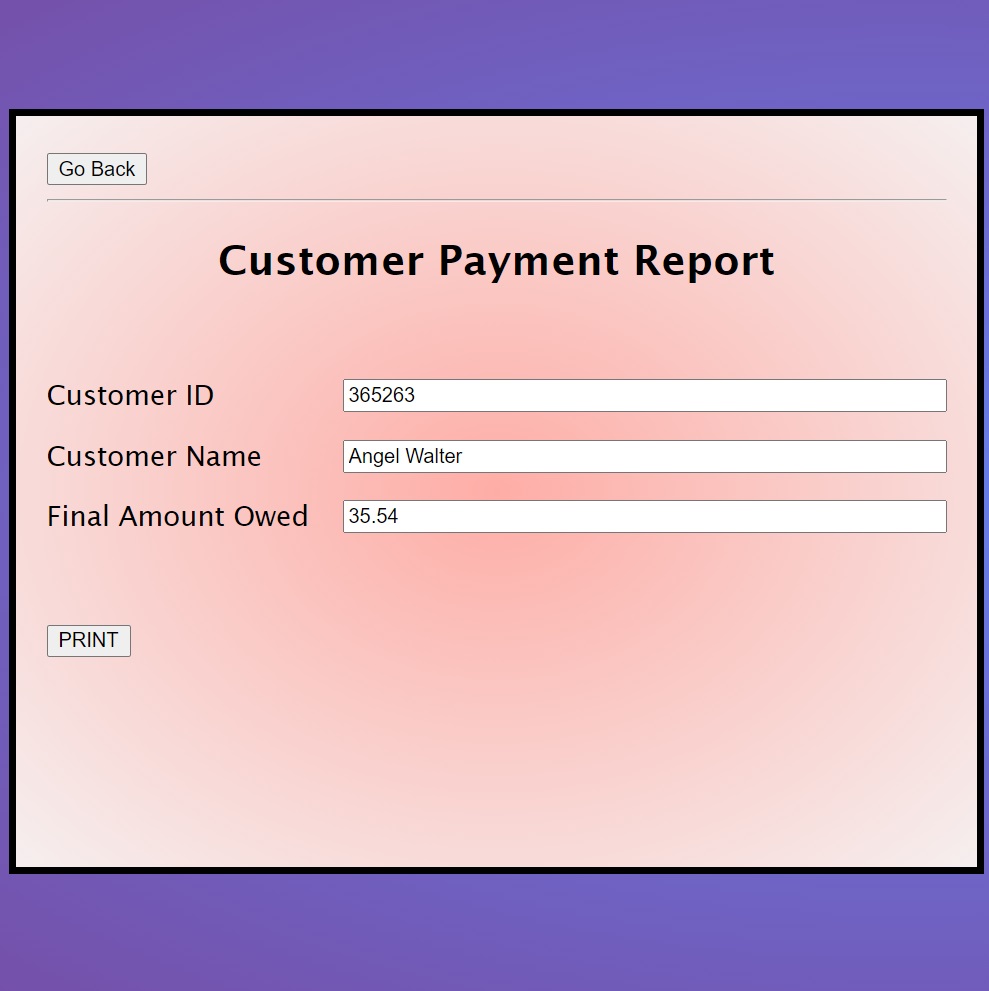 Go Back
Customer Payment Report
Customer ID 365263
Customer Name Angel Walter
Final Amount Owed 35.54
PRINT